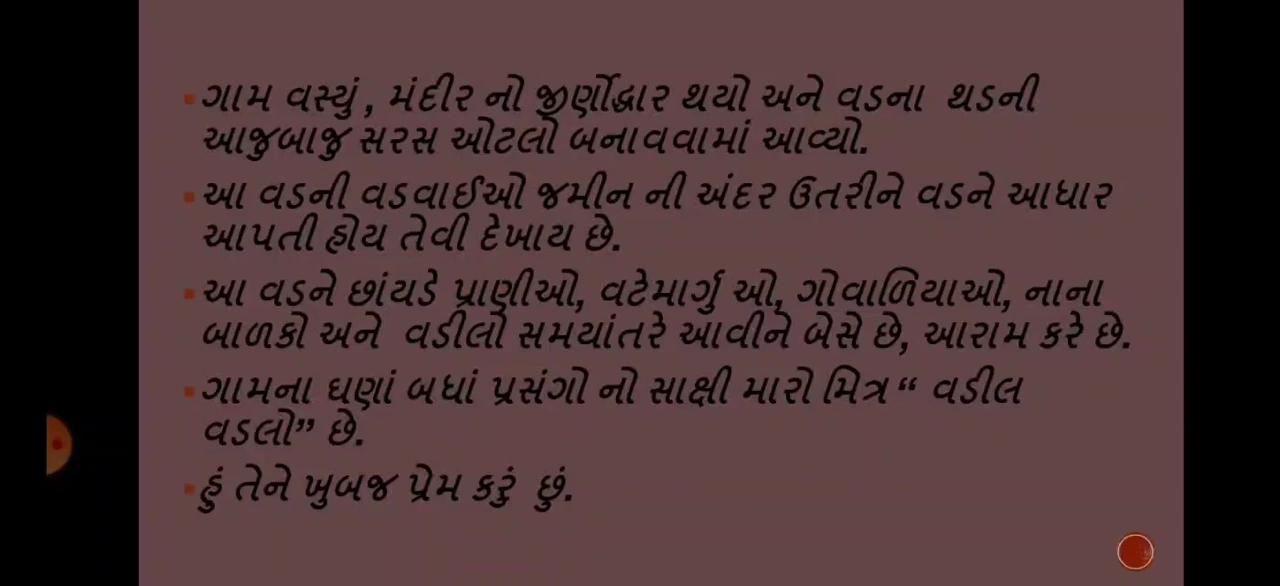 ▪ગામ વસ્યું , મંદીર નો જીર્ણોદ્ધાર થયો અને વડના થડની
આજુબાજુ સરસ ઓટલો બનાવવામાં આવ્યો.
▪આ વડની વડવાઈઓ જમીન ની અંદર ઉતરીને વડને આધાર
આપતી હોય તેવી દેખાય છે.
▪આ વડને છાંયડે પ્રાણીઓ, વટેમાર્ગુ ઓ, ગોવાળિયાઓ, નાના
બાળકો અને વડીલો સમયાંતરે આવીને બેસે છે, આરામ કરે છે.
▪ગામના ઘણાં બધાં પ્રસંગો નો સાક્ષી મારો મિત્ર “ વડીલ
વડલો” છે.
▪હું તેને ખુબજ પ્રેમ કરું છું.